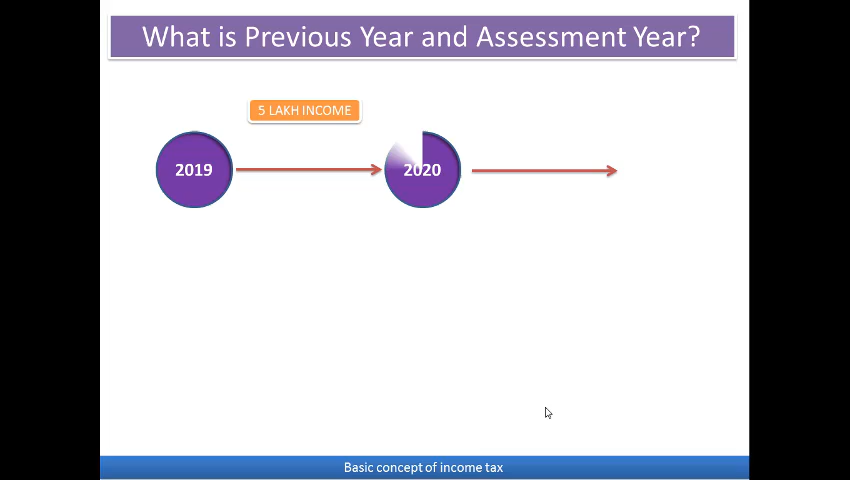 What is Previous Year and Assessment Year?
5 LAKH INCOME
2019
2020
Basic concept of income tax